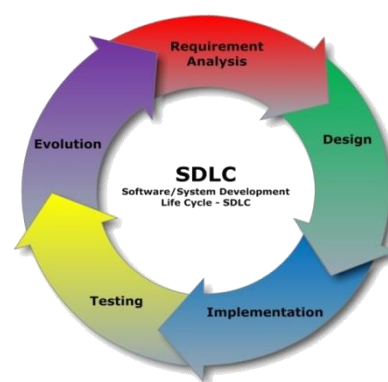 Requirement
Analysis
Design
Evolution
SDLC
Software/System Development
Life Cycle - SDLC
Testing
Implementation